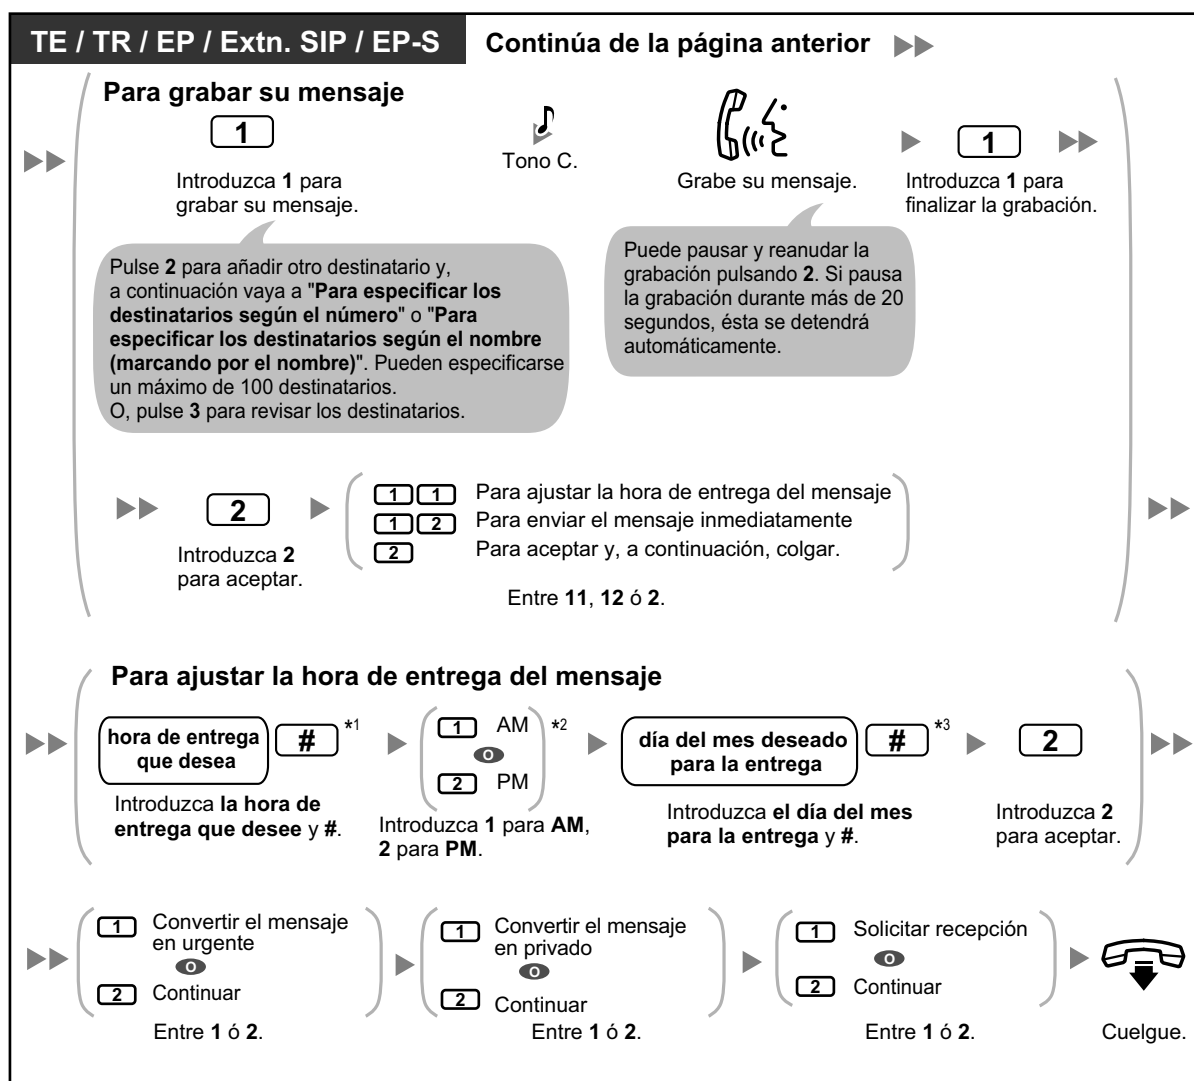 TE / TR / EP / Extn. SIP / EP-S
Continúa de la página anterior
Para grabar su mensaje
1
Introduzca 1 para
grabar su mensaje.
Tono C.
Grabe su mensaje.
1
Introduzca 1 para
finalizar la grabación.
Pulse 2 para añadir otro destinatario y,
a continuación vaya a "Para especificar los
destinatarios según el número" o "Para
especificar los destinatarios según el nombre
(marcando por el nombre)". Pueden especificarse
un máximo de 100 destinatarios.
O, pulse 3 para revisar los destinatarios.
Puede pausar y reanudar la
grabación pulsando 2. Si pausa
la grabación durante más de 20
segundos, ésta se detendrá
automáticamente.
2
Introduzca 2
para aceptar.
1 1 Para ajustar la hora de entrega del mensaje
1 2 Para enviar el mensaje inmediatamente
2 Para aceptar y, a continuación, colgar.
Entre 11, 12 ó 2.
Para ajustar la hora de entrega del mensaje
hora de entrega
que desea
# *1
Introduzca la hora de
entrega que desee y #.
1 AM
O
2 PM
*2
Introduzca 1 para AM,
2 para PM.
día del mes deseado
para la entrega
# *3
Introduzca el día del mes
para la entrega y #.
2
Introduzca 2
para aceptar.
1 Convertir el mensaje
en urgente
O
2 Continuar
Entre 1 ó 2.
1 Convertir el mensaje
en privado
O
2 Continuar
Entre 1 ó 2.
1 Solicitar recepción
O
2 Continuar
Entre 1 ó 2.
Cuelgue.